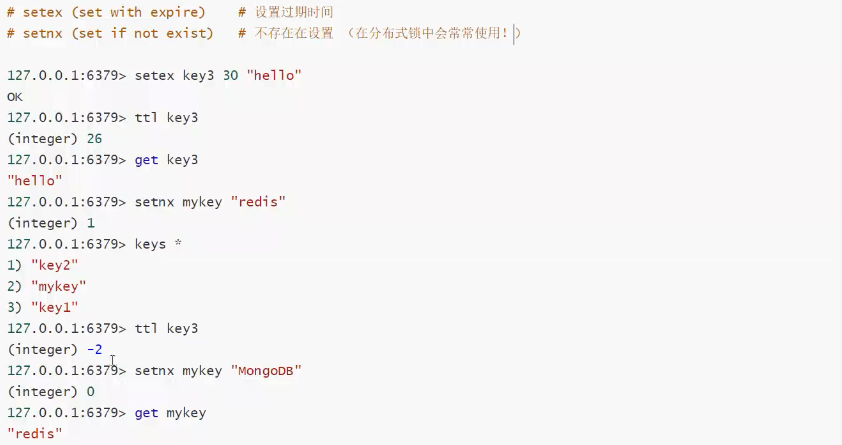 # setex (set with expire)    # 设置过期时间
# setnx (set if not exist)   # 不存在在设置 （在分布式锁中会常常使用！）
127.0.0.1:6379> setex key3 30 "hello"
OK
127.0.0.1:6379> ttl key3
(integer) 26
127.0.0.1:6379> get key3
"hello"
127.0.0.1:6379> setnx mykey "redis"
(integer) 1
127.0.0.1:6379> keys *
1) "key2"
2) "mykey"
3) "key1"
127.0.0.1:6379> ttl key3
(integer) -2
127.0.0.1:6379> setnx mykey "MongoDB"
(integer) 0
127.0.0.1:6379> get mykey
"redis"